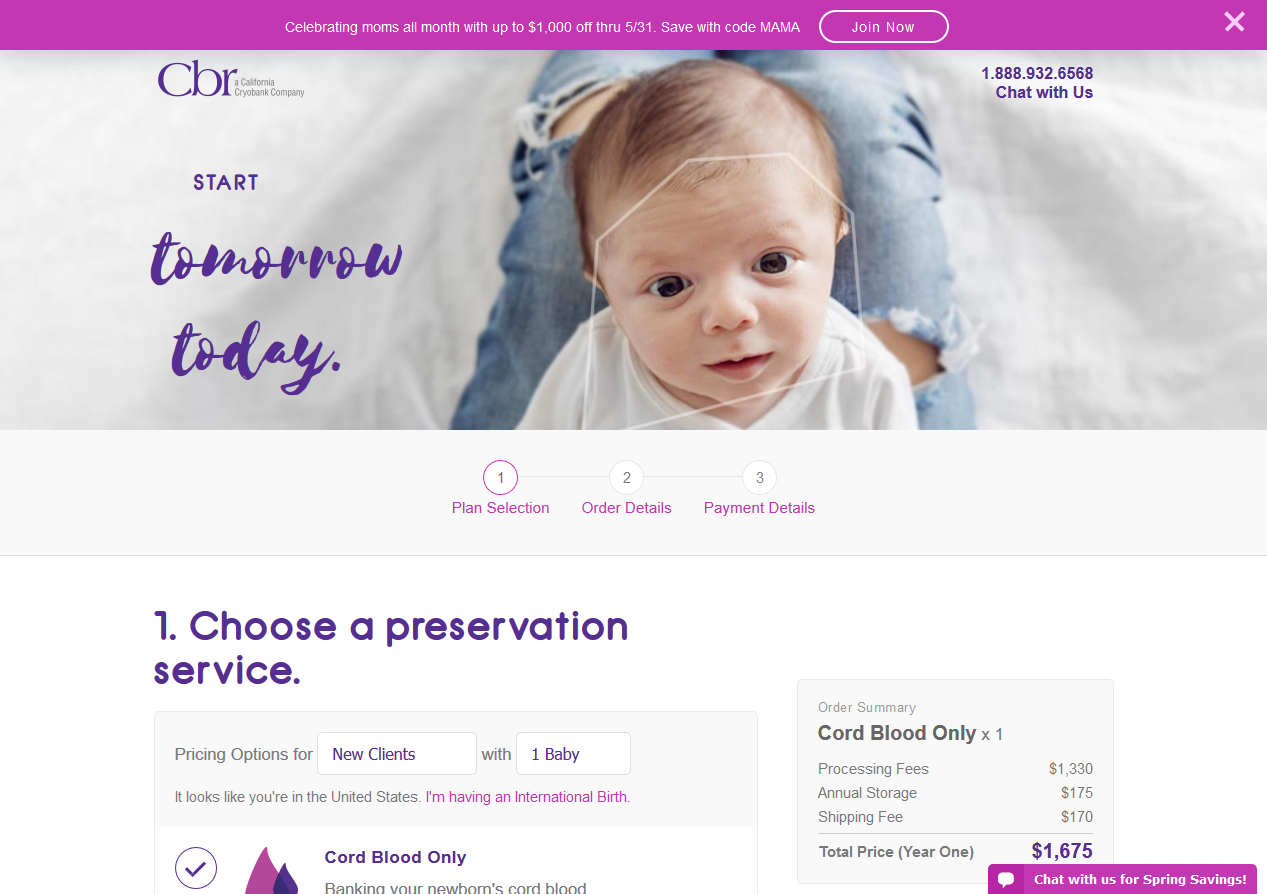 Celebrating moms all month with up to $1,000 off thru 5/31. Save with code MAMA
Join Now
Cbr
a California
Cryobank Company
1.888.932.6568
Chat with Us
START
tomorrow
today.
1
2
3
Plan Selection
Order Details
Payment Details
1. Choose a preservation
service.
Pricing Options for New Clients with 1 Baby
It looks like you're in the United States. I'm having an International Birth.
Cord Blood Only
Banking your newborn's cord blood
Order Summary
Cord Blood Only x 1
Processing Fees $1,330
Annual Storage $175
Shipping Fee $170
Total Price (Year One) $1,675
Chat with us for Spring Savings!